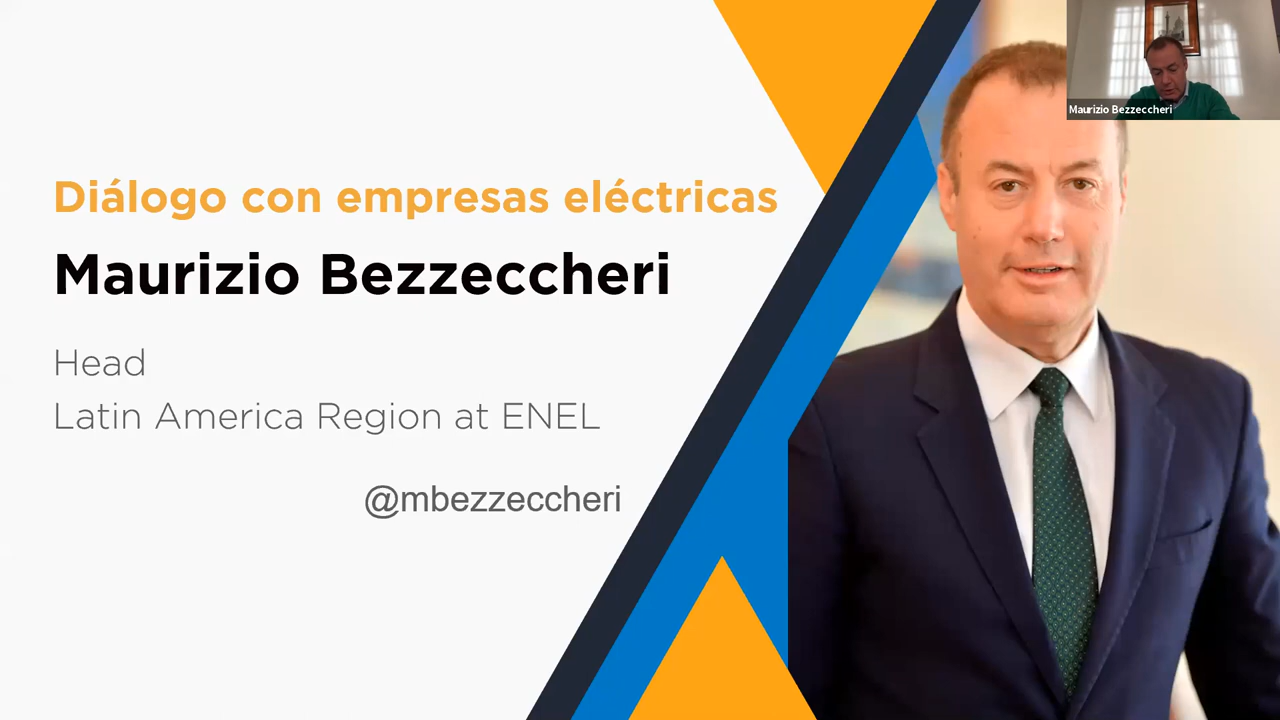 Diálogo con empresas eléctricas
Maurizio Bezzeccheri
Head
Latin America Region at ENEL
@mbezzeccheri
Maurizio Bezzeccheri